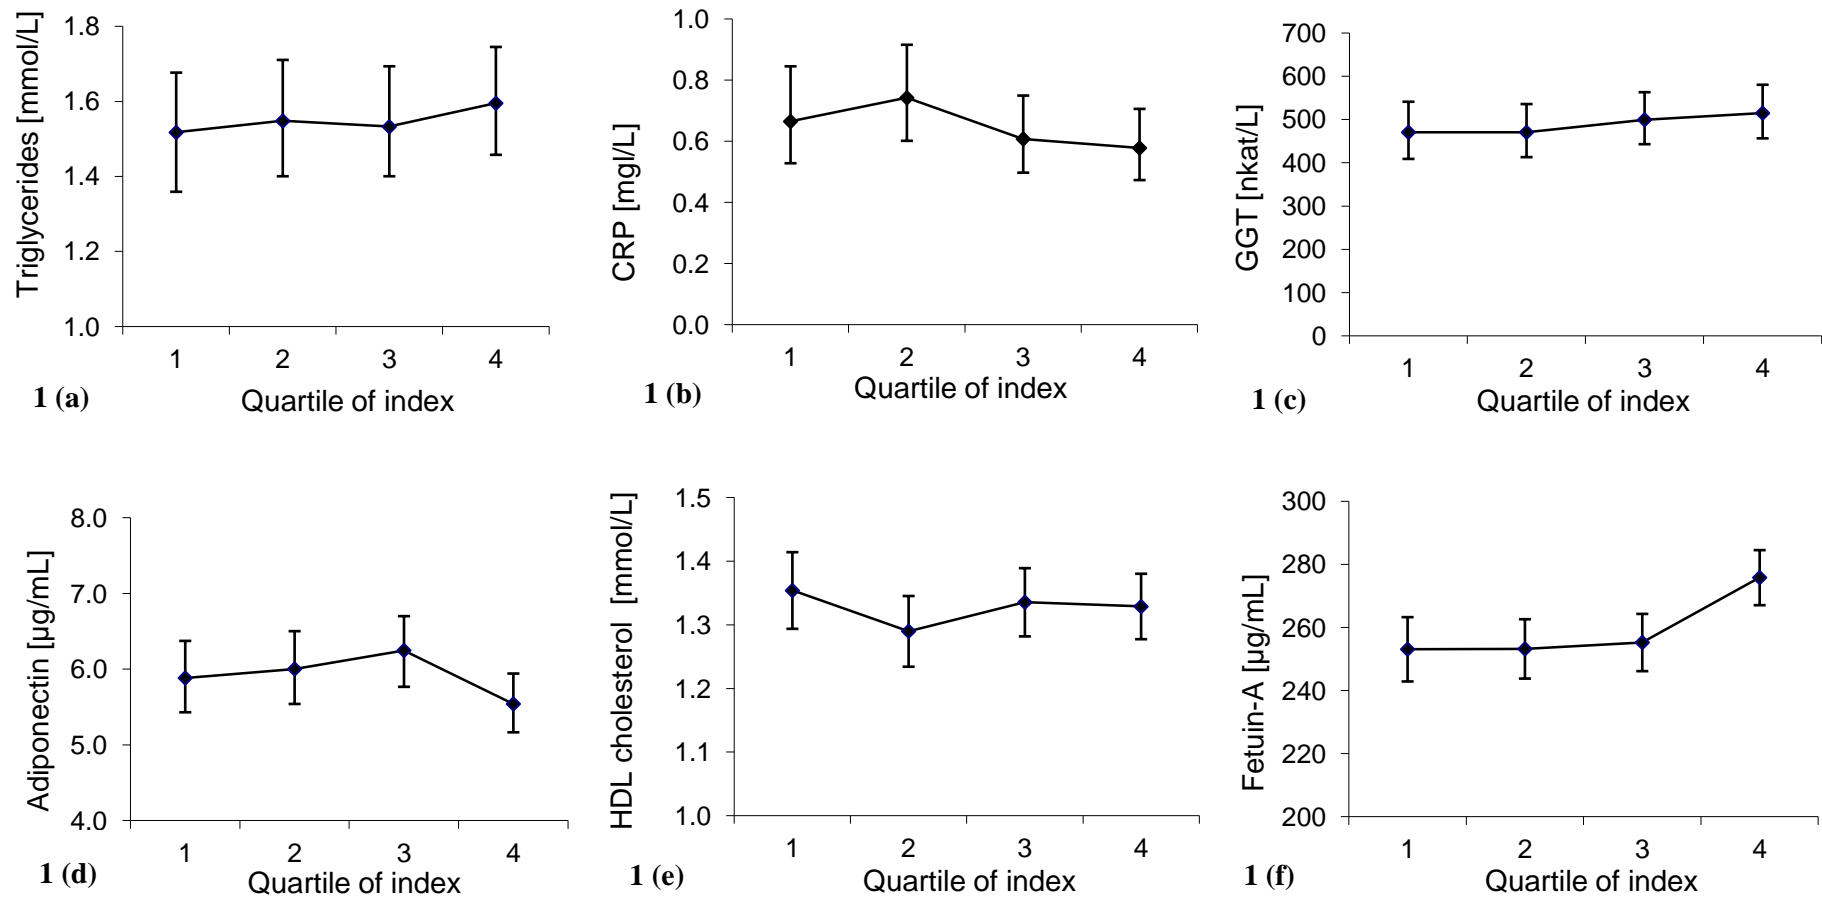 Triglycerides [mmol/L]
1.8
1.6
1.4
1.2
1.0
1 2 3 4
1 (a)
Quartile of index
CRP [mgl/L]
1.0
0.8
0.6
0.4
0.2
0.0
1 2 3 4
1 (b)
Quartile of index
GGT [nkat/L]
700
600
500
400
300
200
100
0
1 2 3 4
1 (c)
Quartile of index
Adiponectin [µg/mL]
8.0
7.0
6.0
5.0
4.0
1 2 3 4
1 (d)
Quartile of index
HDL cholesterol [mmol/L]
1.5
1.4
1.3
1.2
1.1
1.0
1 2 3 4
1 (e)
Quartile of index
Fetuin-A [µg/mL]
300
280
260
240
220
200
1 2 3 4
1 (f)
Quartile of index